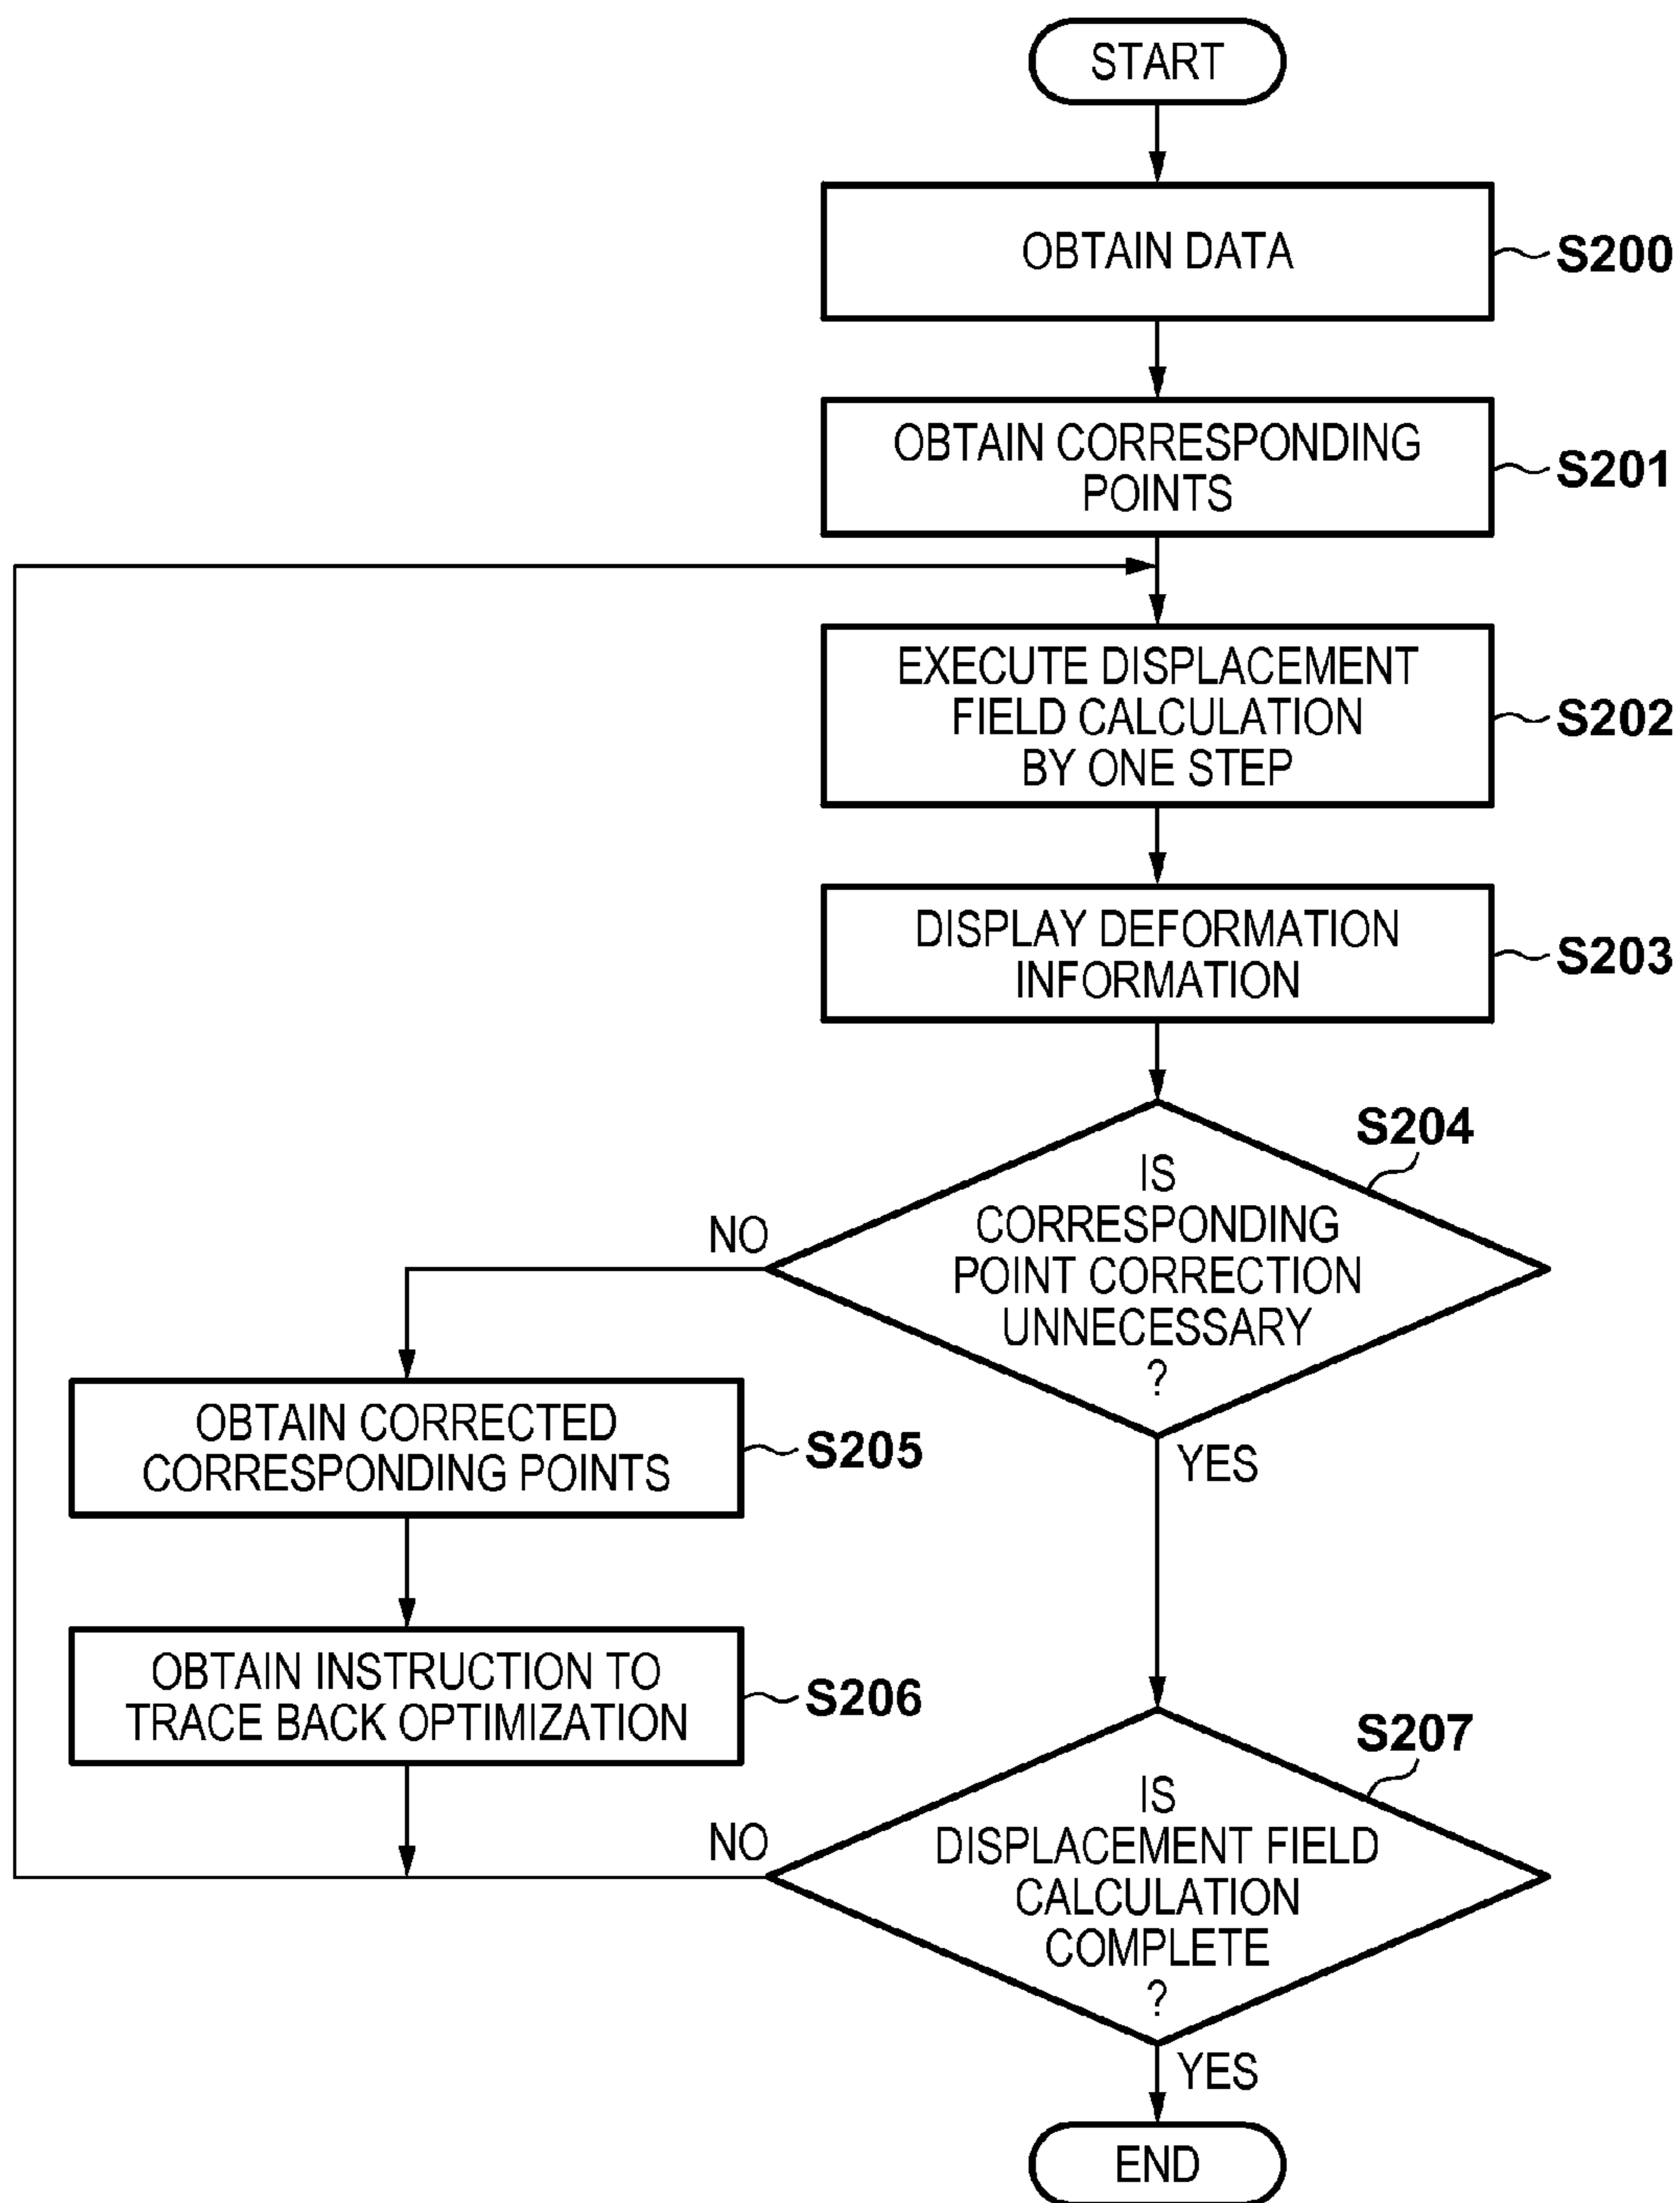 START
OBTAIN DATA
S200
OBTAIN CORRESPONDING
POINTS
S201
EXECUTE DISPLACEMENT
FIELD CALCULATION
BY ONE STEP
S202
DISPLAY DEFORMATION
INFORMATION
S203
S204
IS
CORRESPONDING
POINT CORRECTION
UNNECESSARY
?
NO
YES
OBTAIN CORRECTED
CORRESPONDING POINTS
S205
OBTAIN INSTRUCTION TO
TRACE BACK OPTIMIZATION
S206
S207
IS
DISPLACEMENT FIELD
CALCULATION
COMPLETE
?
NO
YES
END